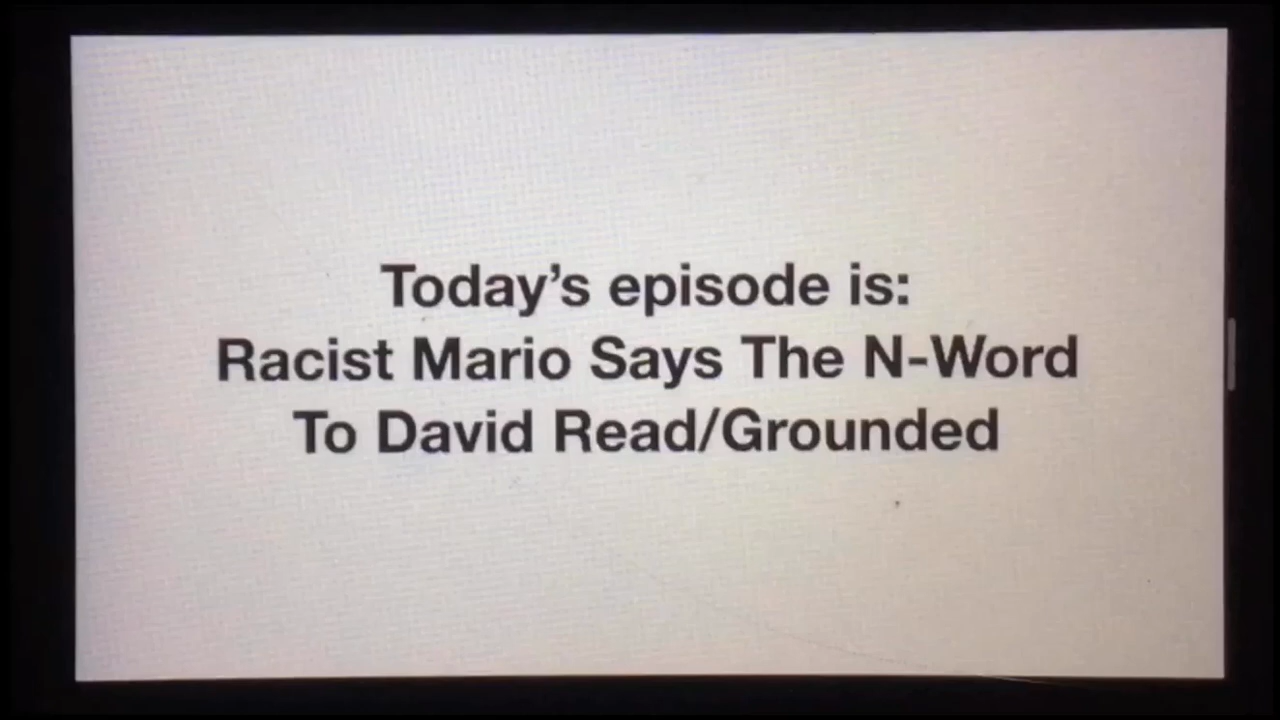 Today’s episode is:
Racist Mario Says The N-Word
To David Read/Grounded